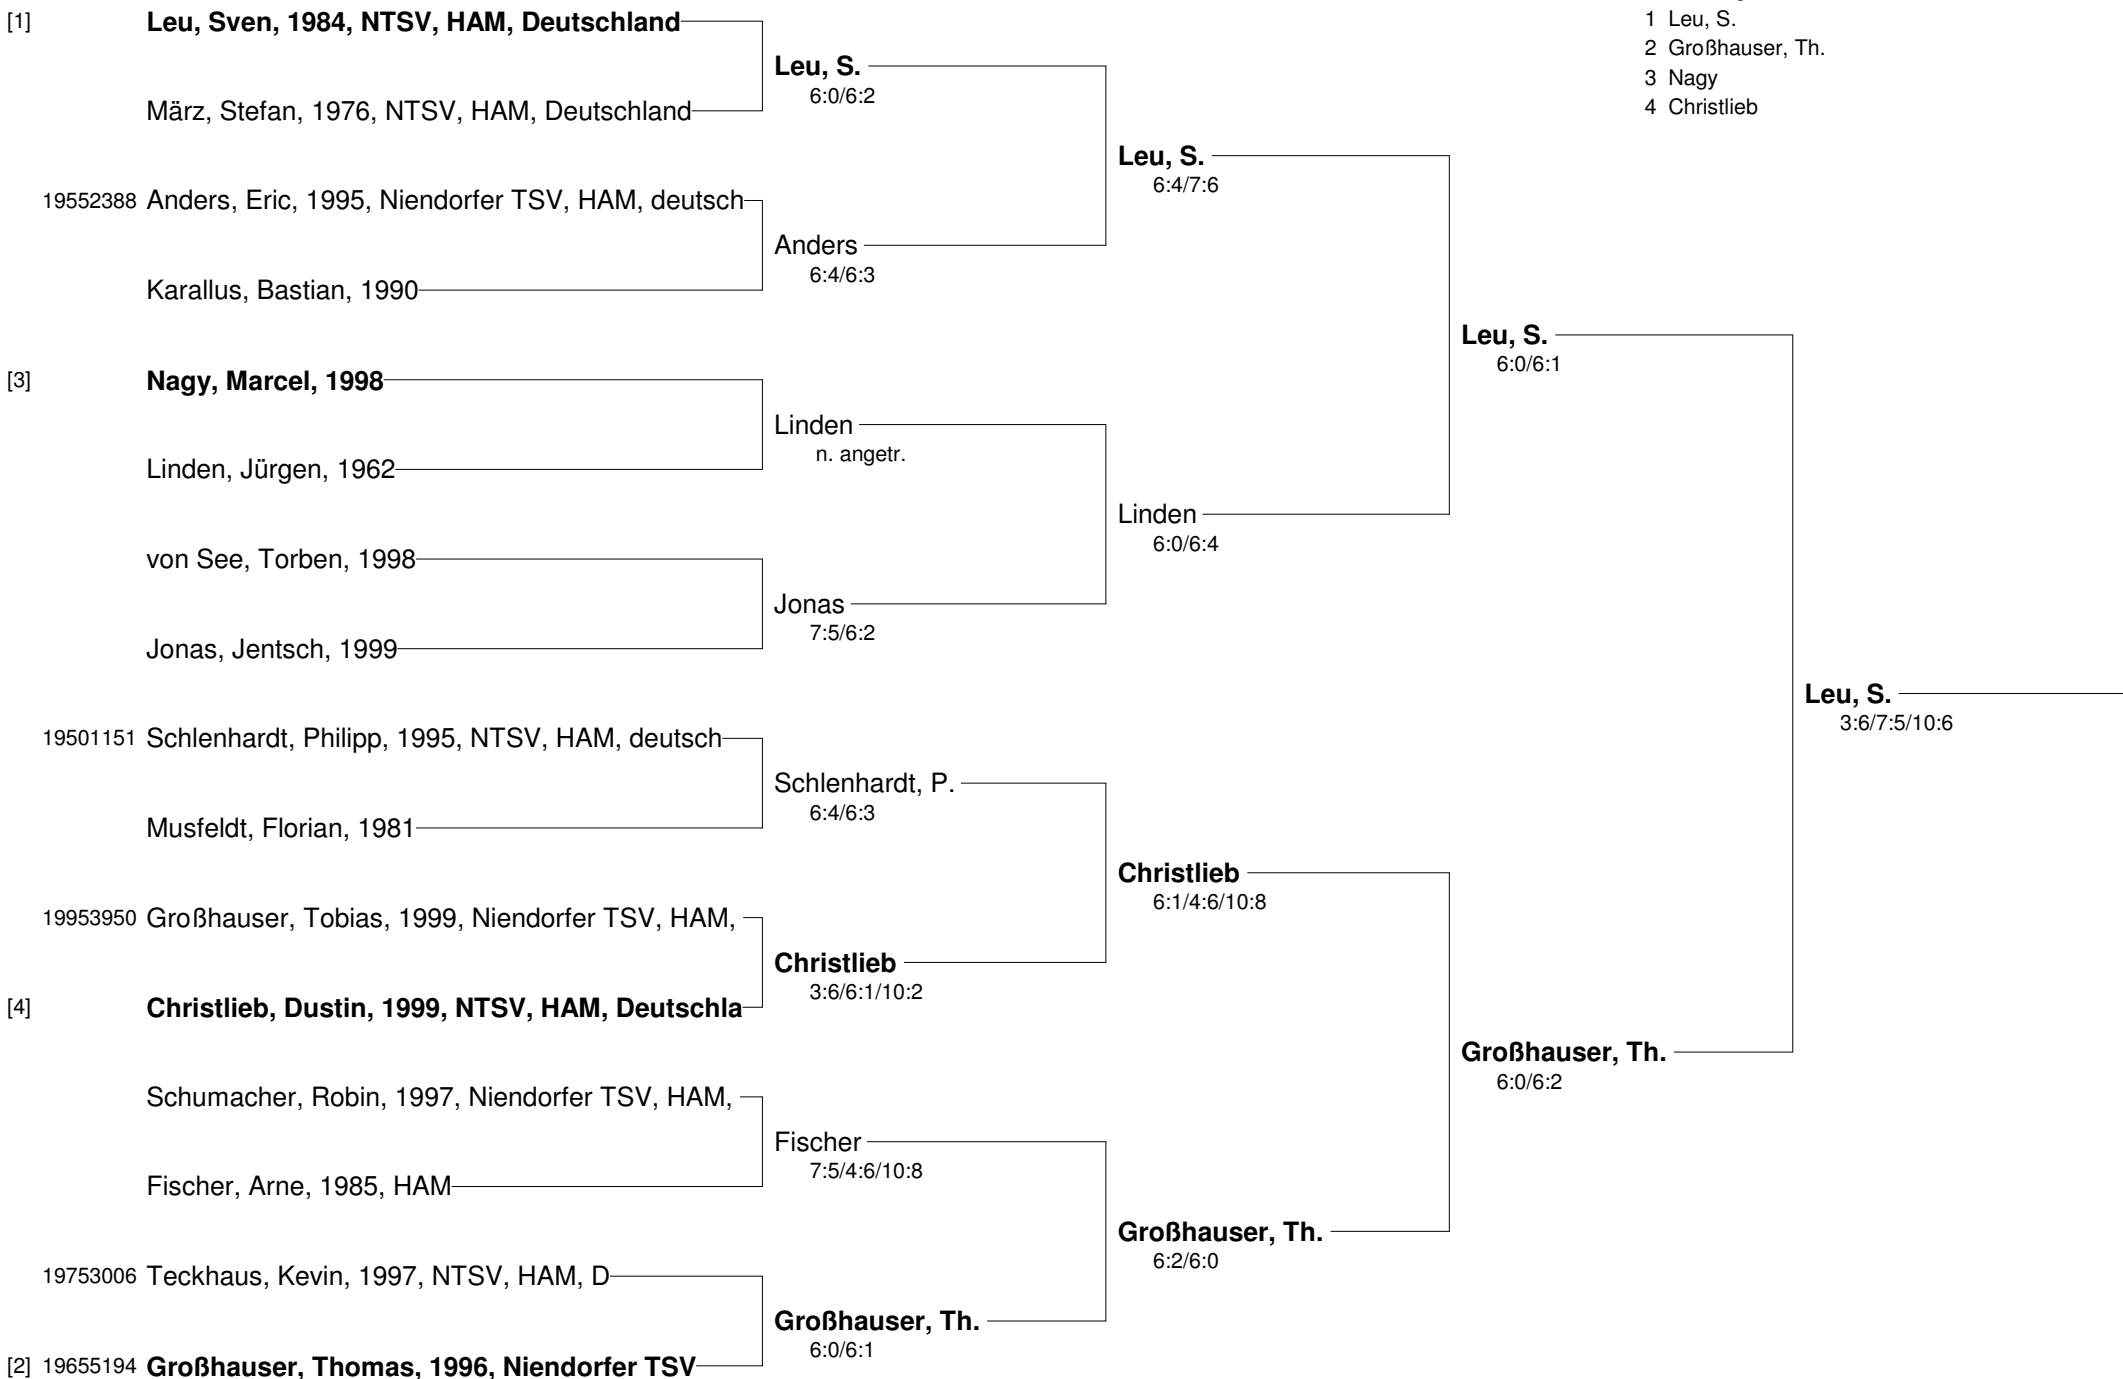 [1] Leu, Sven, 1984, NTSV, HAM, Deutschland
März, Stefan, 1976, NTSV, HAM, Deutschland
19552388 Anders, Eric, 1995, Niendorfer TSV, HAM, deutsch
Karallus, Bastian, 1990
[3] Nagy, Marcel, 1998
Linden, Jürgen, 1962
von See, Torben, 1998
Jonas, Jentsch, 1999
19501151 Schlenhardt, Philipp, 1995, NTSV, HAM, deutsch
Musfeldt, Florian, 1981
19953950 Großhauser, Tobias, 1999, Niendorfer TSV, HAM,
[4] Christlieb, Dustin, 1999, NTSV, HAM, Deutschla
Schumacher, Robin, 1997, Niendorfer TSV, HAM,
Fischer, Arne, 1985, HAM
19753006 Teckhaus, Kevin, 1997, NTSV, HAM, D
[2] 19655194 Großhauser, Thomas, 1996, Niendorfer TSV
Leu, S.
6:0/6:2
Anders
6:4/6:3
Linden
n. angetr.
Jonas
7:5/6:2
Schlenhardt, P.
6:4/6:3
Christlieb
3:6/6:1/10:2
Fischer
7:5/4:6/10:8
Großhauser, Th.
6:0/6:1
Leu, S.
6:4/7:6
Linden
6:0/6:4
Christlieb
6:1/4:6/10:8
Großhauser, Th.
6:2/6:0
Leu, S.
6:0/6:1
Großhauser, Th.
6:0/6:2
Leu, S.
3:6/7:5/10:6
1 Leu, S.
2 Großhauser, Th.
3 Nagy
4 Christlieb